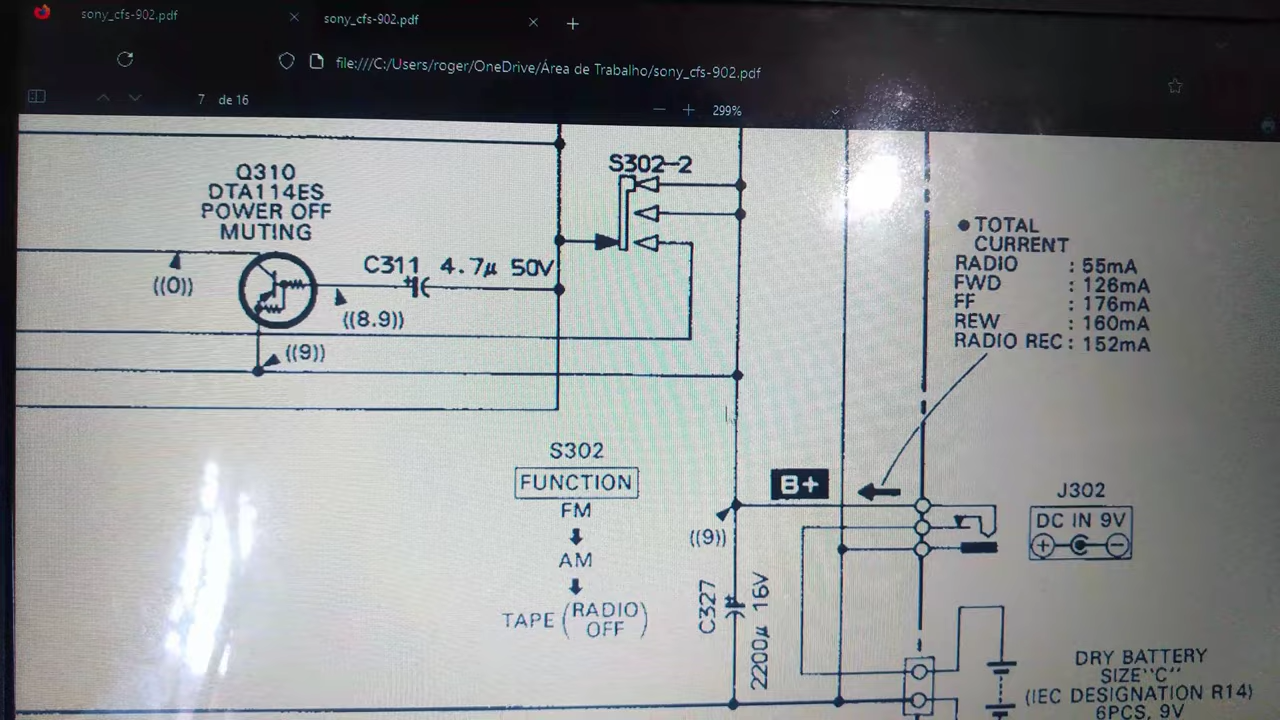 sony_cfs-902.pdf
sony_cfs-902.pdf
file:///C:/Users/roger/OneDrive/Área de Trabalho/sony_cfs-902.pdf
7 de 16
299%
Q310
DTA114ES
POWER OFF
MUTING
S302-2
C311 4.7μ 50V
((0))
((8.9))
((9))
● TOTAL
CURRENT
RADIO : 55mA
FWD : 126mA
FF : 176mA
REW : 160mA
RADIO REC : 152mA
S302
FUNCTION
FM
AM
TAPE (RADIO OFF)
B+
((9))
C327
2200μ 16V
J302
DC IN 9V
DRY BATTERY
SIZE"C"
(IEC DESIGNATION R14)
6PCS, 9V